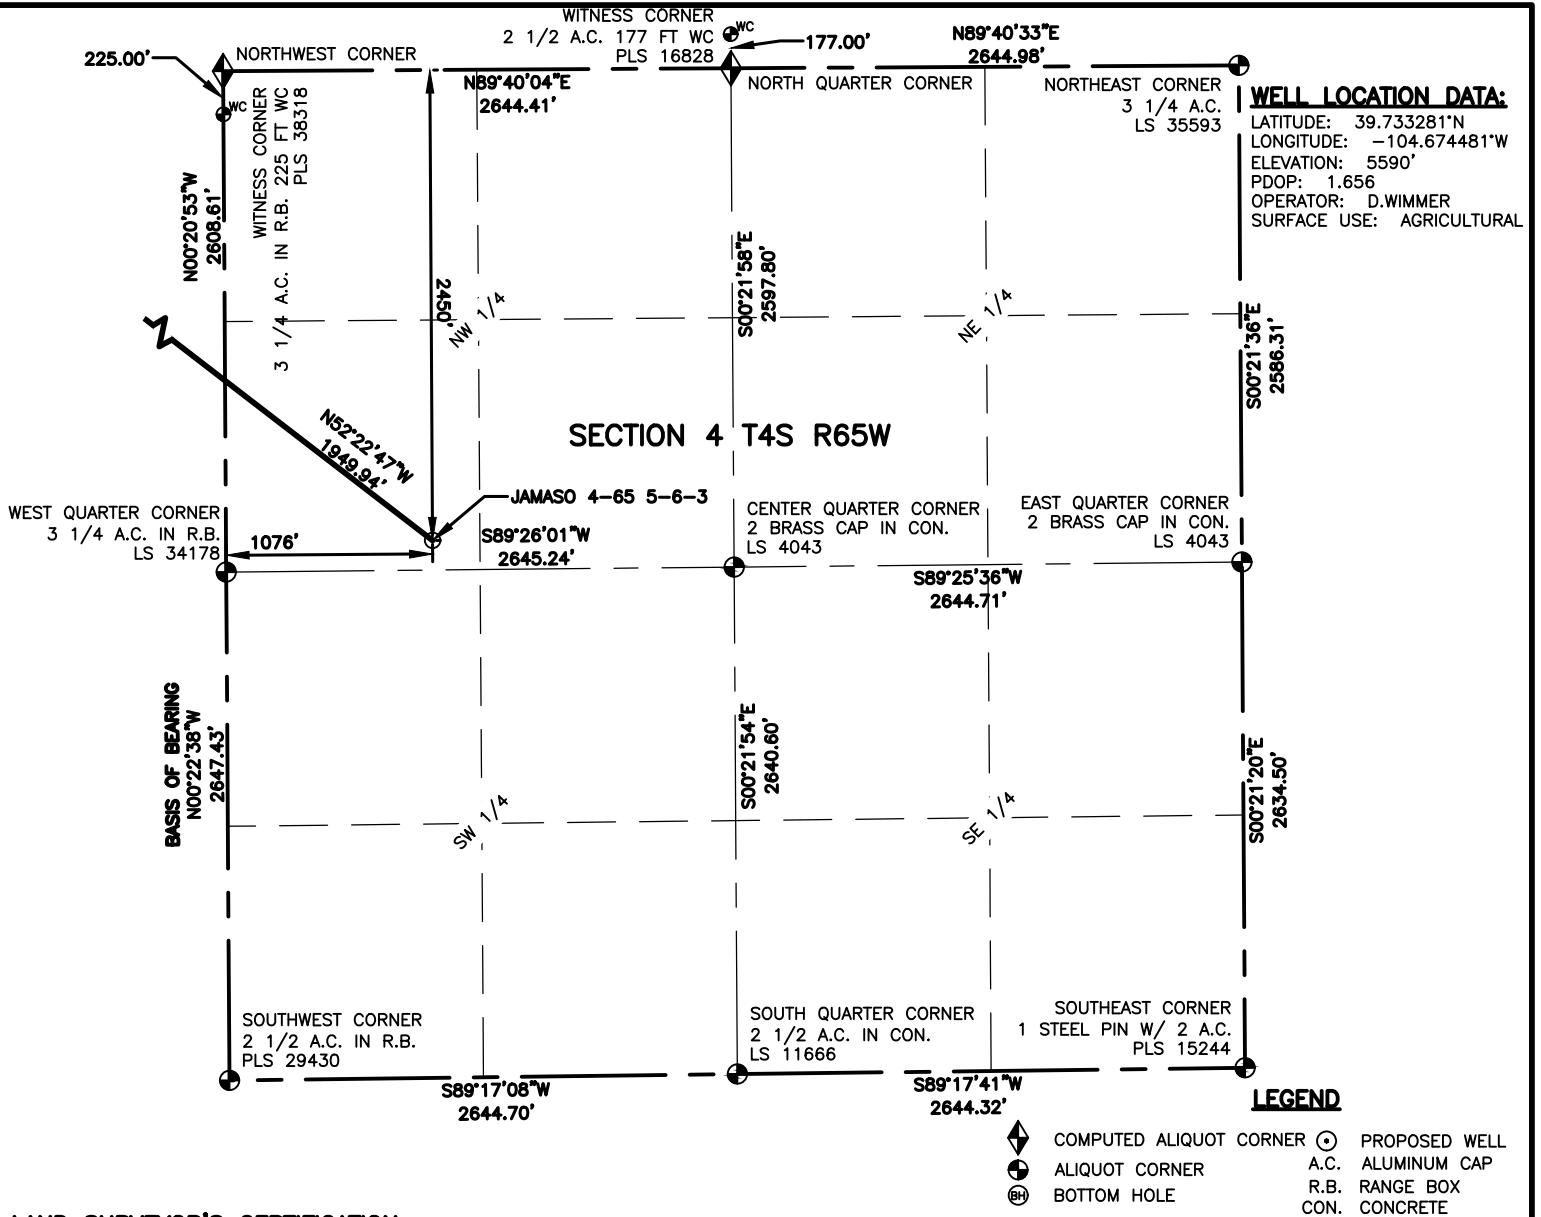 WITNESS CORNER
2 1/2 A.C. 177 FT WC
PLS 16828
WC
177.00'
N89°40'33"E
2644.98'
225.00'
NORTHWEST CORNER
N89°40'04"E
2644.41'
NORTH QUARTER CORNER
NORTHEAST CORNER
3 1/4 A.C.
LS 35593
WELL LOCATION DATA:
LATITUDE: 39.733281°N
LONGITUDE: -104.674481°W
ELEVATION: 5590'
PDOP: 1.656
OPERATOR: D.WIMMER
SURFACE USE: AGRICULTURAL
WC
WITNESS CORNER
3 1/4 A.C. IN R.B. 225 FT WC
PLS 38318
N00°20'53"W
2608.61'
2450'
NW 1/4
S00°21'58"E
2597.80'
NE 1/4
S00°21'36"E
2586.31'
N52°22'47"W
1949.94'
SECTION 4 T4S R65W
JAMASO 4-65 5-6-3
WEST QUARTER CORNER
3 1/4 A.C. IN R.B.
LS 34178
1076'
S89°26'01"W
2645.24'
CENTER QUARTER CORNER
2 BRASS CAP IN CON.
LS 4043
EAST QUARTER CORNER
2 BRASS CAP IN CON.
LS 4043
S89°25'36"W
2644.71'
BASIS OF BEARING
N00°22'38"W
2647.43'
SW 1/4
S00°21'54"E
2640.60'
SE 1/4
S00°21'20"E
2634.50'
SOUTHWEST CORNER
2 1/2 A.C. IN R.B.
PLS 29430
SOUTH QUARTER CORNER
2 1/2 A.C. IN CON.
LS 11666
SOUTHEAST CORNER
1 STEEL PIN W/ 2 A.C.
PLS 15244
S89°17'08"W
2644.70'
S89°17'41"W
2644.32'
LEGEND
COMPUTED ALIQUOT CORNER
PROPOSED WELL
ALIQUOT CORNER
A.C. ALUMINUM CAP
BH BOTTOM HOLE
R.B. RANGE BOX
CON. CONCRETE
LAND SURVEYOR'S CERTIFICATION